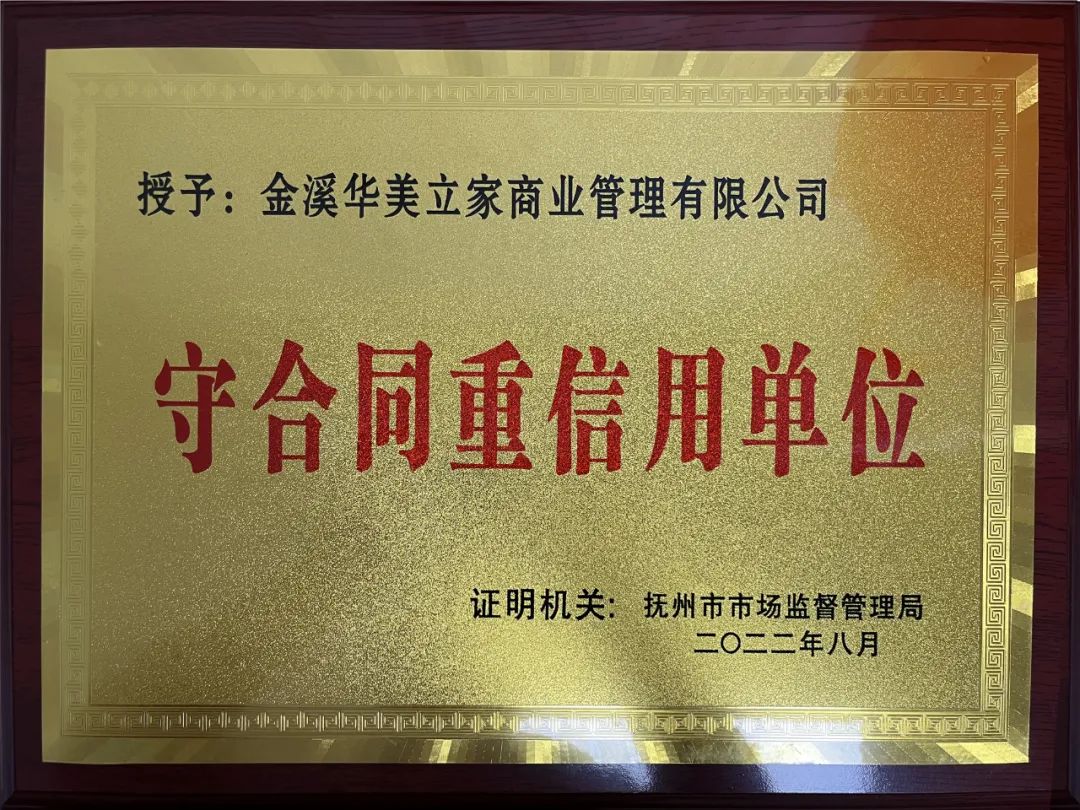 授予：金溪华美立家商业管理有限公司
守合同重信用单位
证明机关：抚州市市场监督管理局
二〇二二年八月